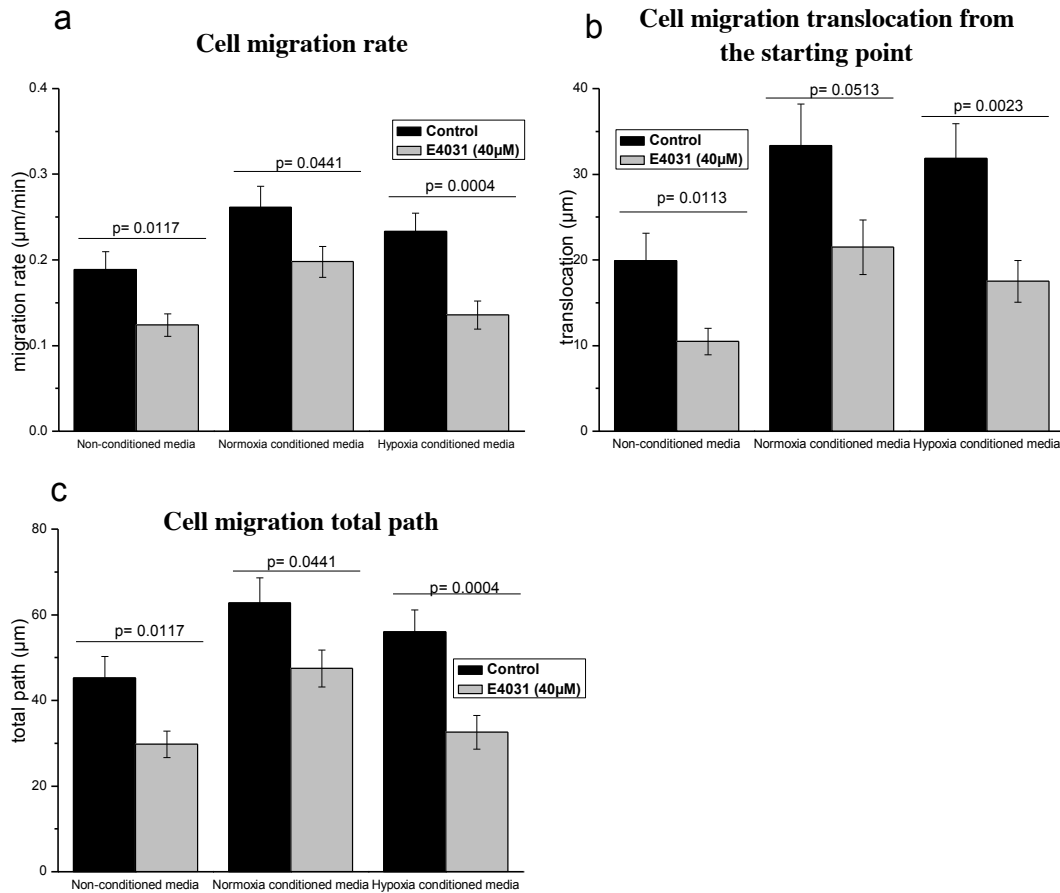 a
Cell migration rate
0.4
0.3
0.2
0.1
0.0
migration rate (μm/min)
Control
E4031 (40μM)
p= 0.0117
p= 0.0441
p= 0.0004
Non-conditioned media
Normoxia conditioned media
Hypoxia conditioned media
b
Cell migration translocation from
the starting point
40
30
20
10
0
translocation (μm)
Control
E4031 (40μM)
p= 0.0113
p= 0.0513
p= 0.0023
Non-conditioned media
Normoxia conditioned media
Hypoxia conditioned media
c
Cell migration total path
80
60
40
20
0
total path (μm)
p= 0.0117
p= 0.0441
p= 0.0004
Control
E4031 (40μM)
Non-conditioned media
Normoxia conditioned media
Hypoxia conditioned media